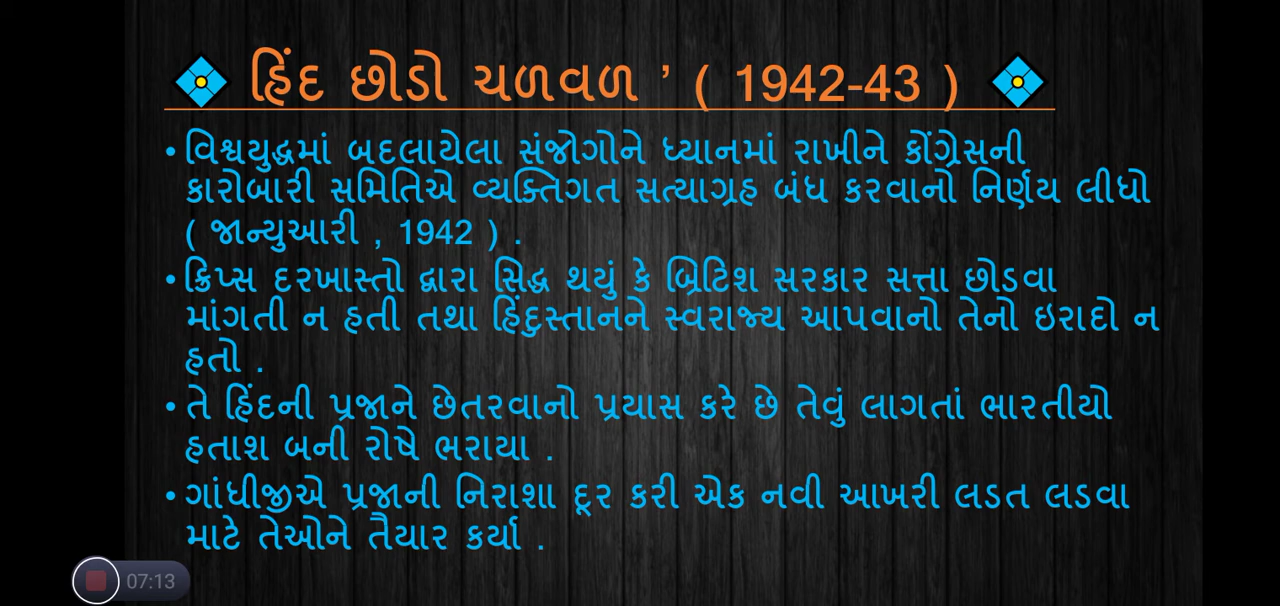 હિંદ છોડો ચળવળ ’ ( 1942-43 )
• વિશ્વયુદ્ધમાં બદલાયેલા સંજોગોને ધ્યાનમાં રાખીને કોંગ્રેસની
કારોબારી સમિતિએ વ્યક્તિગત સત્યાગ્રહ બંધ કરવાનો નિર્ણય લીધો
( જાન્યુઆરી , 1942 ) .
• ક્રિપ્સ દરખાસ્તો દ્વારા સિદ્ધ થયું કે બ્રિટિશ સરકાર સત્તા છોડવા
માંગતી ન હતી તથા હિંદુસ્તાનને સ્વરાજ્ય આપવાનો તેનો ઇરાદો ન
હતો .
• તે હિંદની પ્રજાને છેતરવાનો પ્રયાસ કરે છે તેવું લાગતાં ભારતીયો
હતાશ બની રોષે ભરાયા .
• ગાંધીજીએ પ્રજાની નિરાશા દૂર કરી એક નવી આખરી લડત લડવા
માટે તેઓને તૈયાર કર્યા .
07:13